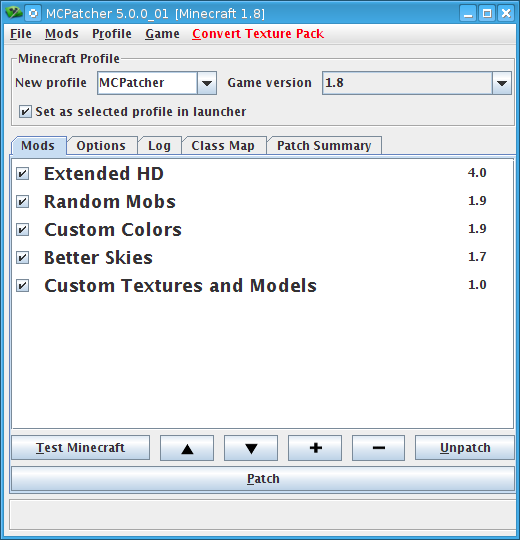 MCPatcher 5.0.0_01 [Minecraft 1.8]
File Mods Profile Game Convert Texture Pack
Minecraft Profile
New profile MCPatcher Game version 1.8
Set as selected profile in launcher
Mods Options Log Class Map Patch Summary
Extended HD 4.0
Random Mobs 1.9
Custom Colors 1.9
Better Skies 1.7
Custom Textures and Models 1.0
Test Minecraft Unpatch
Patch